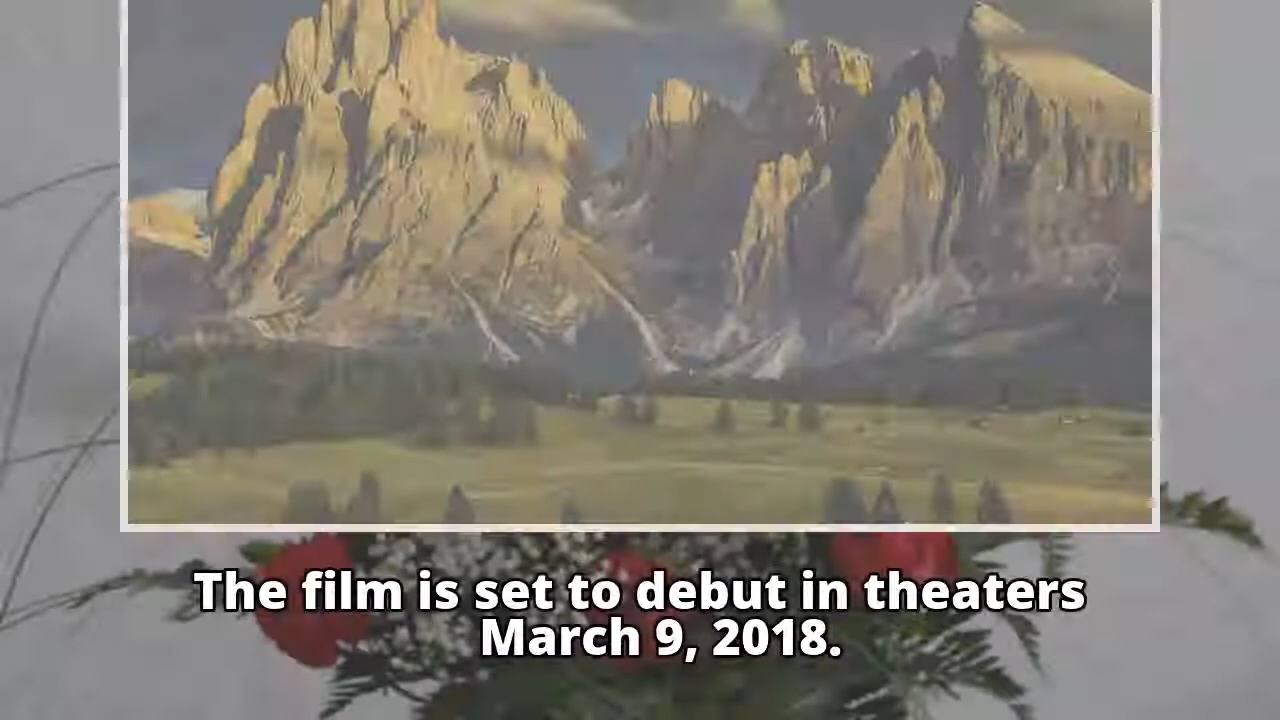 The film is set to debut in theaters
March 9, 2018.